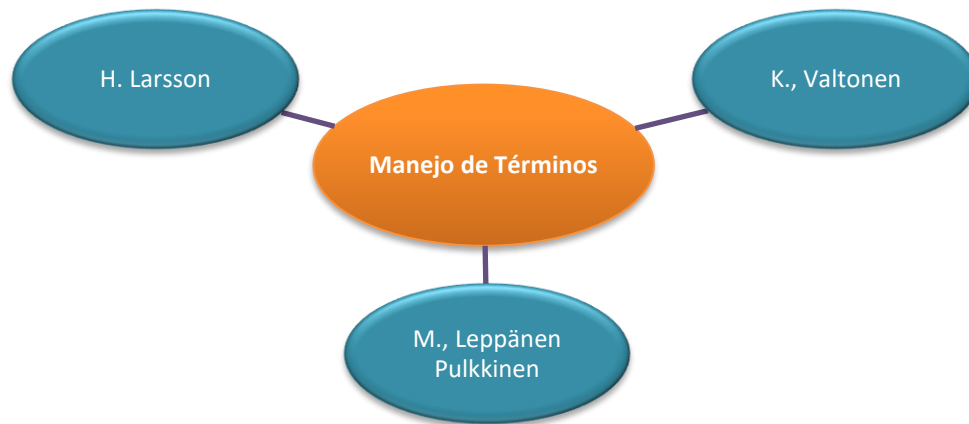 H. Larsson
K., Valtonen
Manejo de Términos
M., Leppänen
Pulkkinen